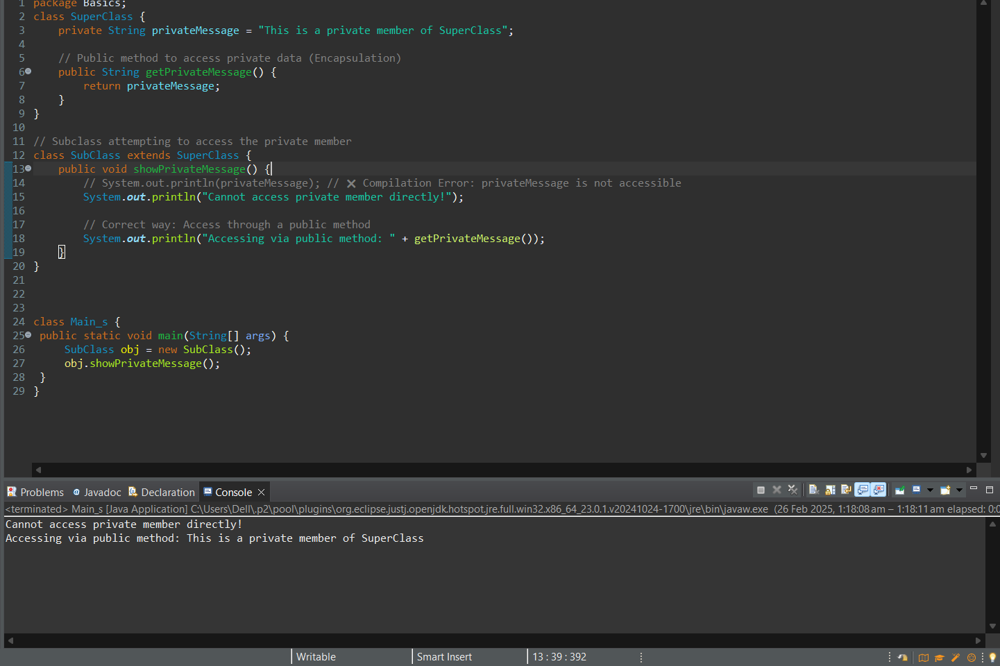 1 package Basics;
2 class SuperClass {
3     private String privateMessage = "This is a private member of SuperClass";
4
5     // Public method to access private data (Encapsulation)
6     public String getPrivateMessage() {
7         return privateMessage;
8     }
9 }
10
11 // Subclass attempting to access the private member
12 class SubClass extends SuperClass {
13     public void showPrivateMessage() {
14         // System.out.println(privateMessage); // ❌ Compilation Error: privateMessage is not accessible
15         System.out.println("Cannot access private member directly!");
16
17         // Correct way: Access through a public method
18         System.out.println("Accessing via public method: " + getPrivateMessage());
19     }
20 }
21
22
23
24 class Main_s {
25  public static void main(String[] args) {
26      SubClass obj = new SubClass();
27      obj.showPrivateMessage();
28  }
29 }
Problems Javadoc Declaration Console
<terminated> Main_s [Java Application] C:\Users\Dell\.p2\pool\plugins\org.eclipse.justj.openjdk.hotspot.jre.full.win32.x86_64_23.0.1.v20241024-1700\jre\bin\javaw.exe (26 Feb 2025, 1:18:08 am – 1:18:11 am elapsed: 0:0
Cannot access private member directly!
Accessing via public method: This is a private member of SuperClass
Writable Smart Insert 13 : 39 : 392